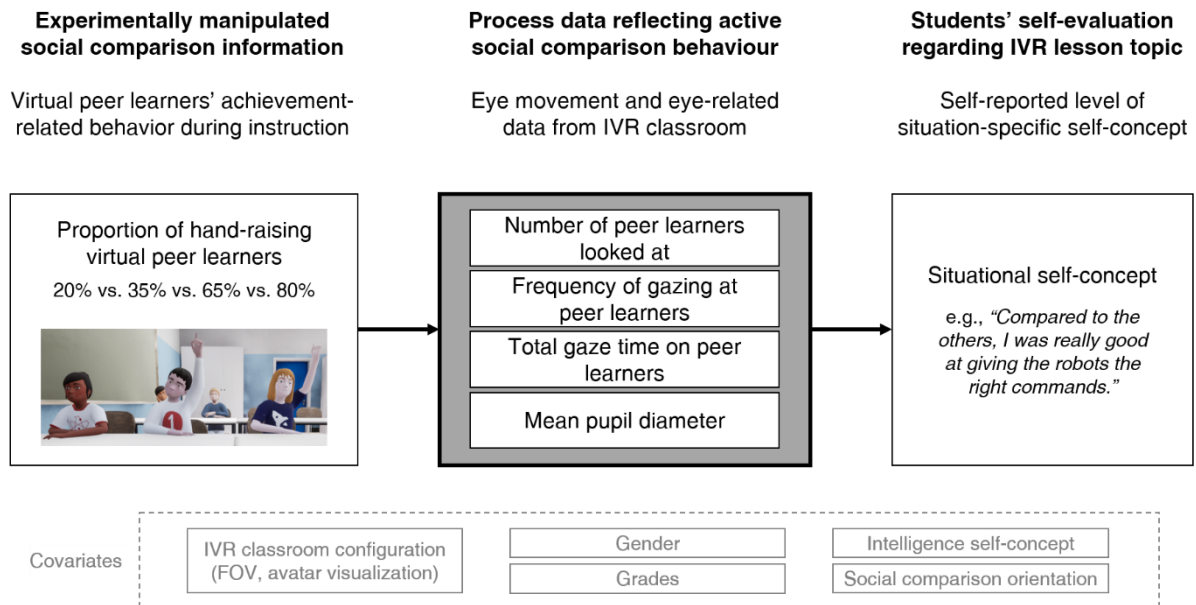 Experimentally manipulated
social comparison information
Virtual peer learners’ achievement-
related behavior during instruction
Proportion of hand-raising
virtual peer learners
20% vs. 35% vs. 65% vs. 80%
1
Process data reflecting active
social comparison behaviour
Eye movement and eye-related
data from IVR classroom
Number of peer learners
looked at
Frequency of gazing at
peer learners
Total gaze time on peer
learners
Mean pupil diameter
Students’ self-evaluation
regarding IVR lesson topic
Self-reported level of
situation-specific self-concept
Situational self-concept
e.g., “Compared to the
others, I was really good
at giving the robots the
right commands.”
Covariates
IVR classroom configuration
(FOV, avatar visualization)
Gender
Grades
Intelligence self-concept
Social comparison orientation